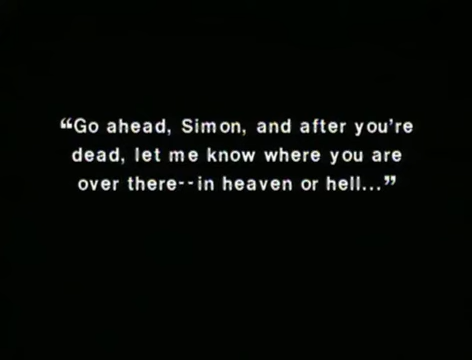 “Go ahead, Simon, and after you’re
dead, let me know where you are
over there--in heaven or hell...”